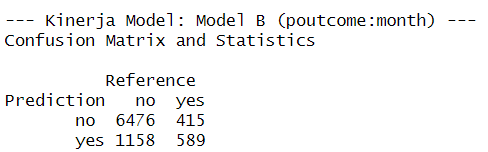 --- Kinerja Model: Model B (poutcome:month) ---
Confusion Matrix and Statistics
Reference
Prediction no yes
no 6476 415
yes 1158 589